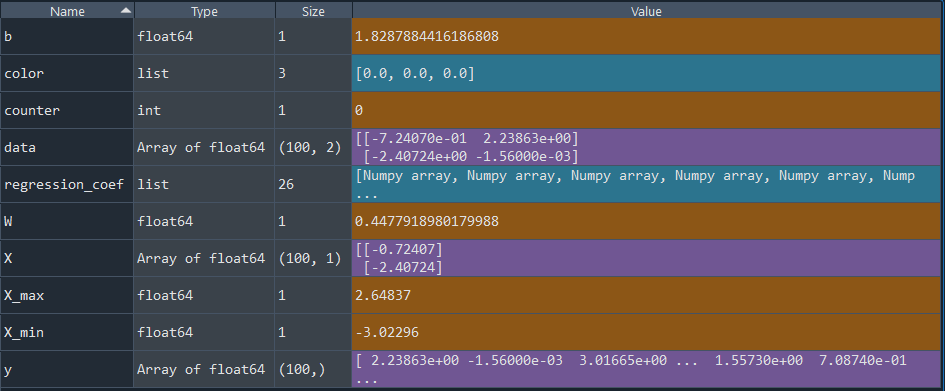 Name Type Size Value
b float64 1 1.8287884416186808
color list 3 [0.0, 0.0, 0.0]
counter int 1 0
data Array of float64 (100, 2) [[-7.24070e-01 2.23863e+00]
[-2.40724e+00 -1.56000e-03]
regression_coef list 26 [Numpy array, Numpy array, Numpy array, Numpy array, Numpy array, Nump
...
W float64 1 0.4477918980179988
X Array of float64 (100, 1) [[-0.72407]
[-2.40724]
X_max float64 1 2.64837
X_min float64 1 -3.02296
y Array of float64 (100,) [ 2.23863e+00 -1.56000e-03 3.01665e+00 ... 1.55730e+00 7.08740e-01
...